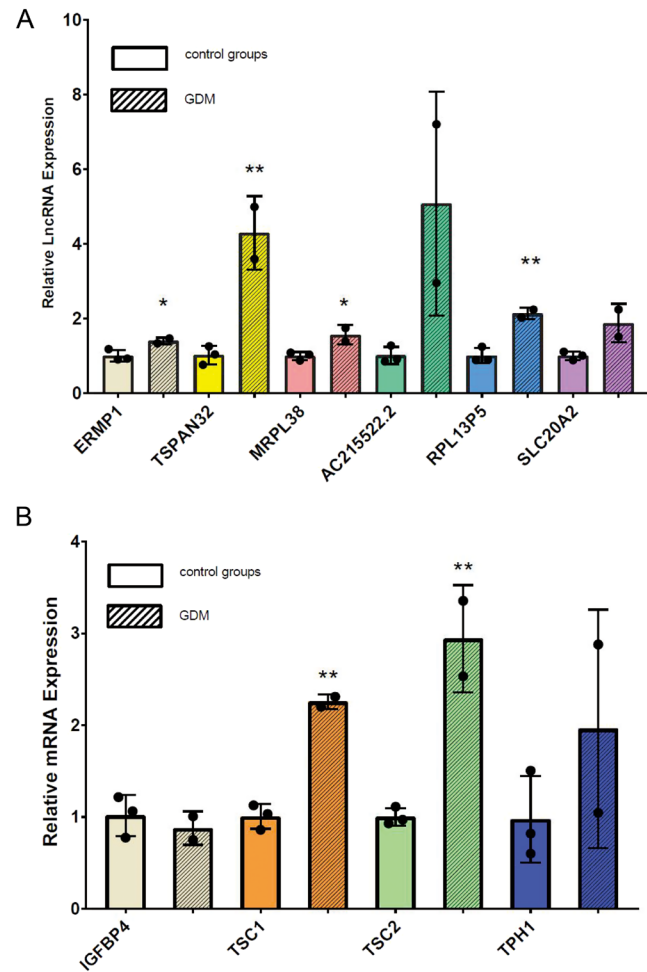 A
10
8
6
4
2
0
Relative LncRNA Expression
control groups
GDM
*
**
*
**
ERMP1
TSPAN32
MRPL38
AC215522.2
RPL13P5
SLC20A2
B
4
3
2
1
0
Relative mRNA Expression
control groups
GDM
**
**
IGFBP4
TSC1
TSC2
TPH1